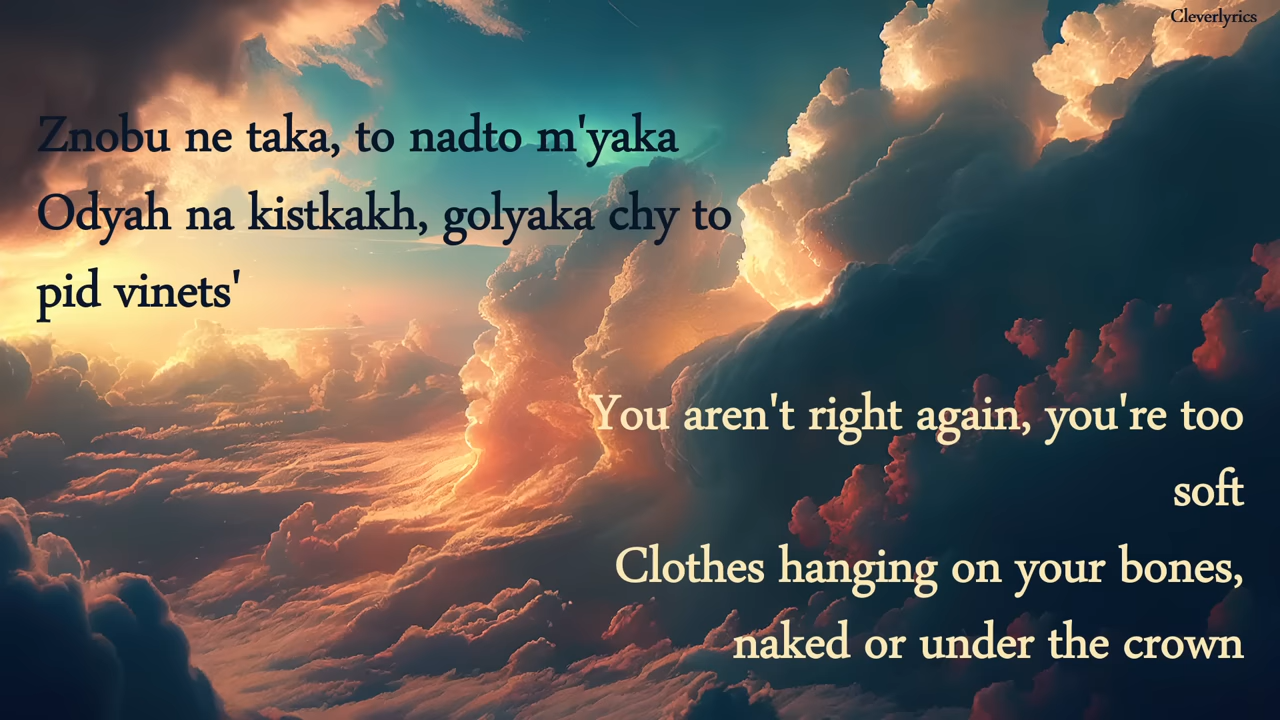 Cleverlyrics
Znobu ne taka, to nadto m'yaka
Odyah na kistkakh, golyaka chy to
pid vinets'
You aren't right again, you're too
soft
Clothes hanging on your bones,
naked or under the crown